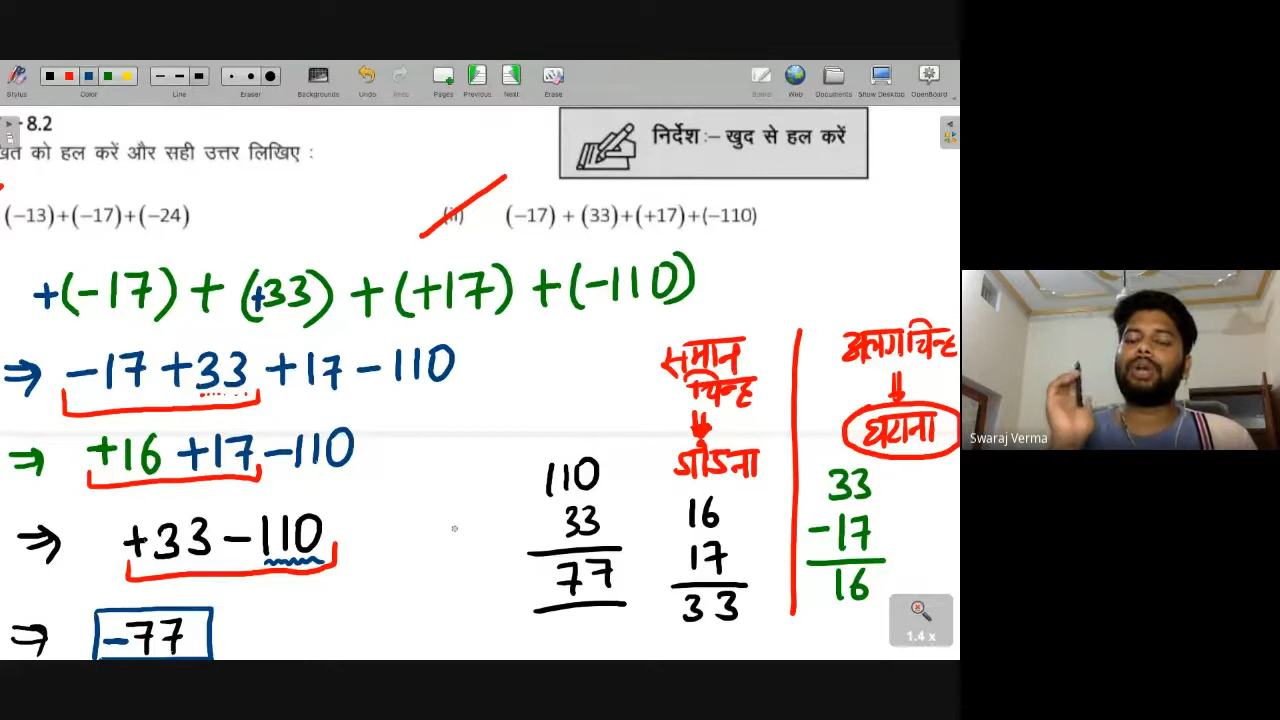 Stylus Color Line Eraser Backgrounds Undo Redo Pages Previous Next Erase Board Web Documents Show Desktop OpenBoard
- 8.2
निर्देश :– खुद से हल करें
को हल करें और सही उत्तर लिखिए :
(−13)+(−17)+(−24)
(ii) (−17) + (33)+(+17)+(−110)
+(-17) + (+33) + (+17) + (-110)
⇒ -17 +33 +17 -110
⇒ +16 +17 -110
⇒ +33 -110
⇒ -77
110
33
77
समान
चिन्ह
⇓
जोडना
16
17
33
अलग चिन्ह
⇓
घटाना
33
-17
16
1.4 x
Swaraj Verma